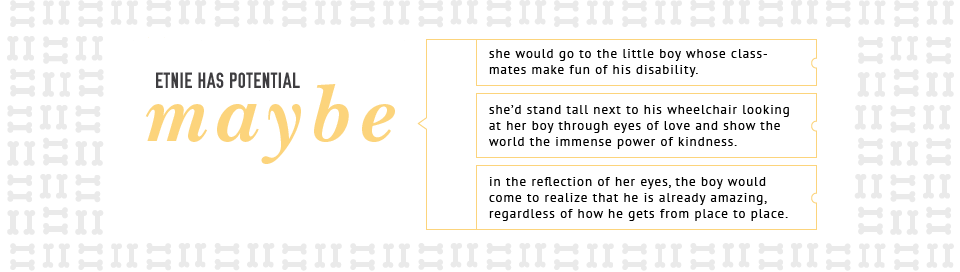 ETNIE HAS POTENTIAL
maybe
she would go to the little boy whose class-
mates make fun of his disability.
she'd stand tall next to his wheelchair looking
at her boy through eyes of love and show the
world the immense power of kindness.
in the reflection of her eyes, the boy would
come to realize that he is already amazing,
regardless of how he gets from place to place.